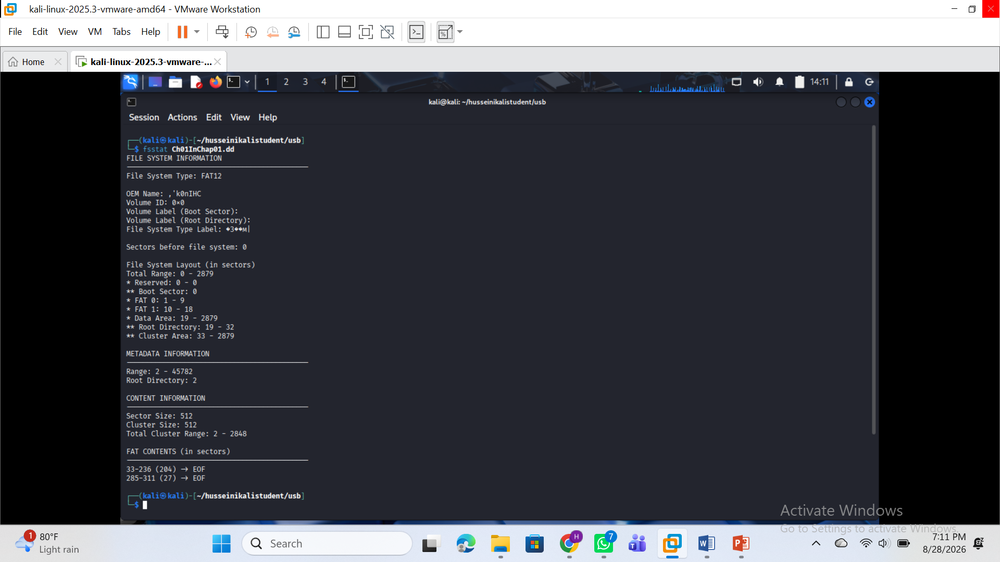 kali-linux-2025.3-vmware-amd64 - VMware Workstation
File Edit View VM Tabs Help
Home
kali-linux-2025.3-vmware-...
1 2 3 4
14:11
kali@kali: ~/husseinikalistudent/usb
Session Actions Edit View Help
(kali㉿kali)-[~/husseinikalistudent/usb]
$ fsstat Ch01InChap01.dd
FILE SYSTEM INFORMATION
File System Type: FAT12
OEM Name: ,'k0nIHC
Volume ID: 0×0
Volume Label (Boot Sector):
Volume Label (Root Directory):
File System Type Label: �3��м|
Sectors before file system: 0
File System Layout (in sectors)
Total Range: 0 - 2879
* Reserved: 0 - 0
** Boot Sector: 0
* FAT 0: 1 - 9
* FAT 1: 10 - 18
* Data Area: 19 - 2879
** Root Directory: 19 - 32
** Cluster Area: 33 - 2879
METADATA INFORMATION
Range: 2 - 45782
Root Directory: 2
CONTENT INFORMATION
Sector Size: 512
Cluster Size: 512
Total Cluster Range: 2 - 2848
FAT CONTENTS (in sectors)
33-236 (204) → EOF
285-311 (27) → EOF
(kali㉿kali)-[~/husseinikalistudent/usb]
$
Activate Windows
Go to Settings to activate Windows.
1
80°F
Light rain
Search
H
7
7:11 PM
8/28/2026